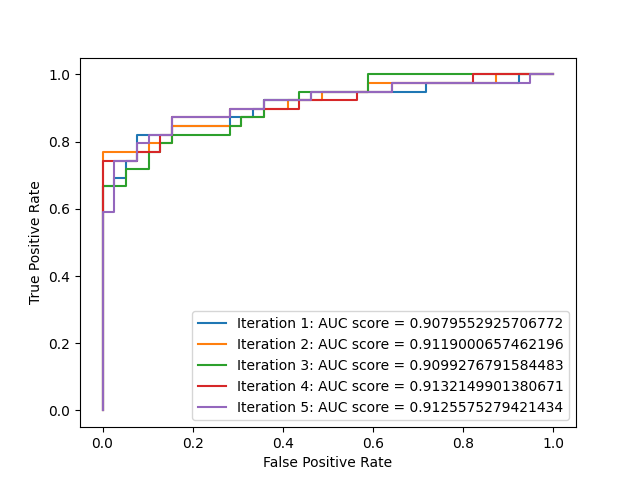 1.0
0.8
0.6
0.4
0.2
0.0
True Positive Rate
Iteration 1: AUC score = 0.9079552925706772
Iteration 2: AUC score = 0.9119000657462196
Iteration 3: AUC score = 0.9099276791584483
Iteration 4: AUC score = 0.9132149901380671
Iteration 5: AUC score = 0.9125575279421434
0.0 0.2 0.4 0.6 0.8 1.0
False Positive Rate